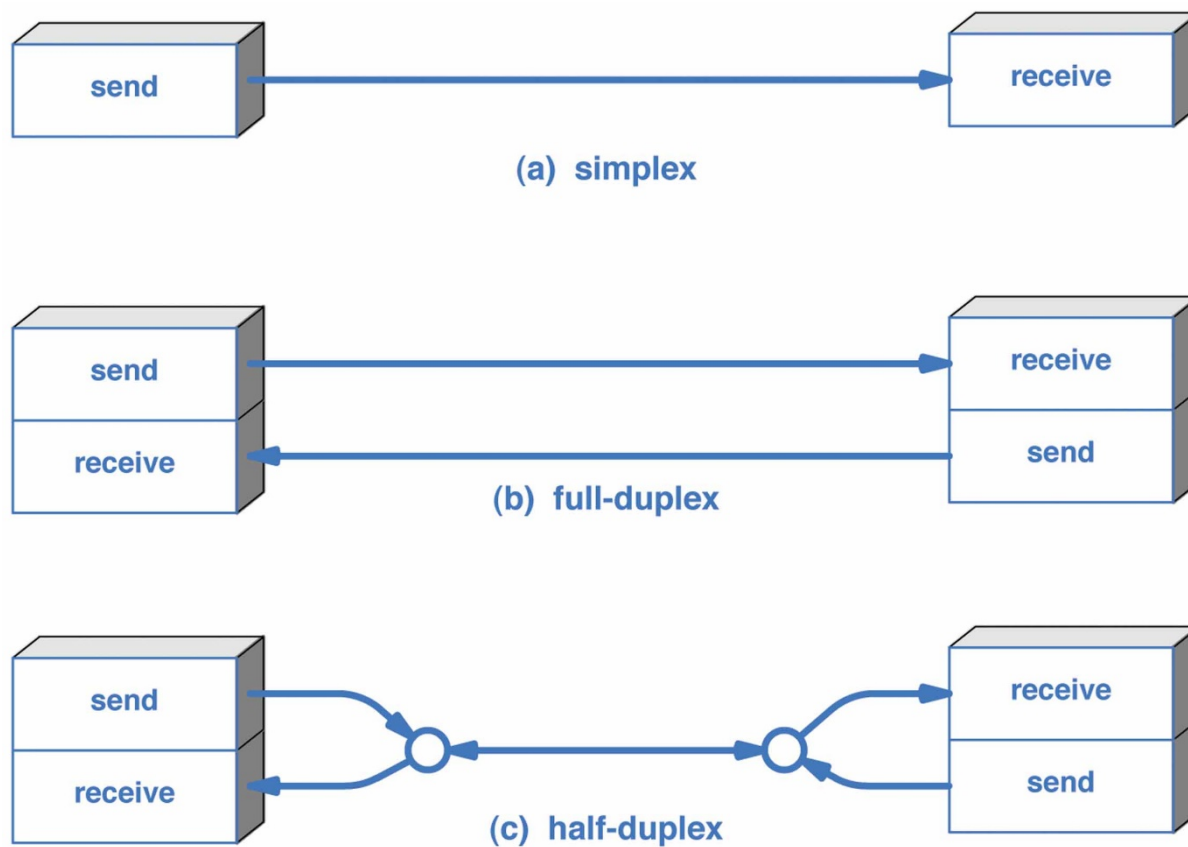 send
receive
(a) simplex
send
receive
receive
send
(b) full-duplex
send
receive
receive
send
(c) half-duplex